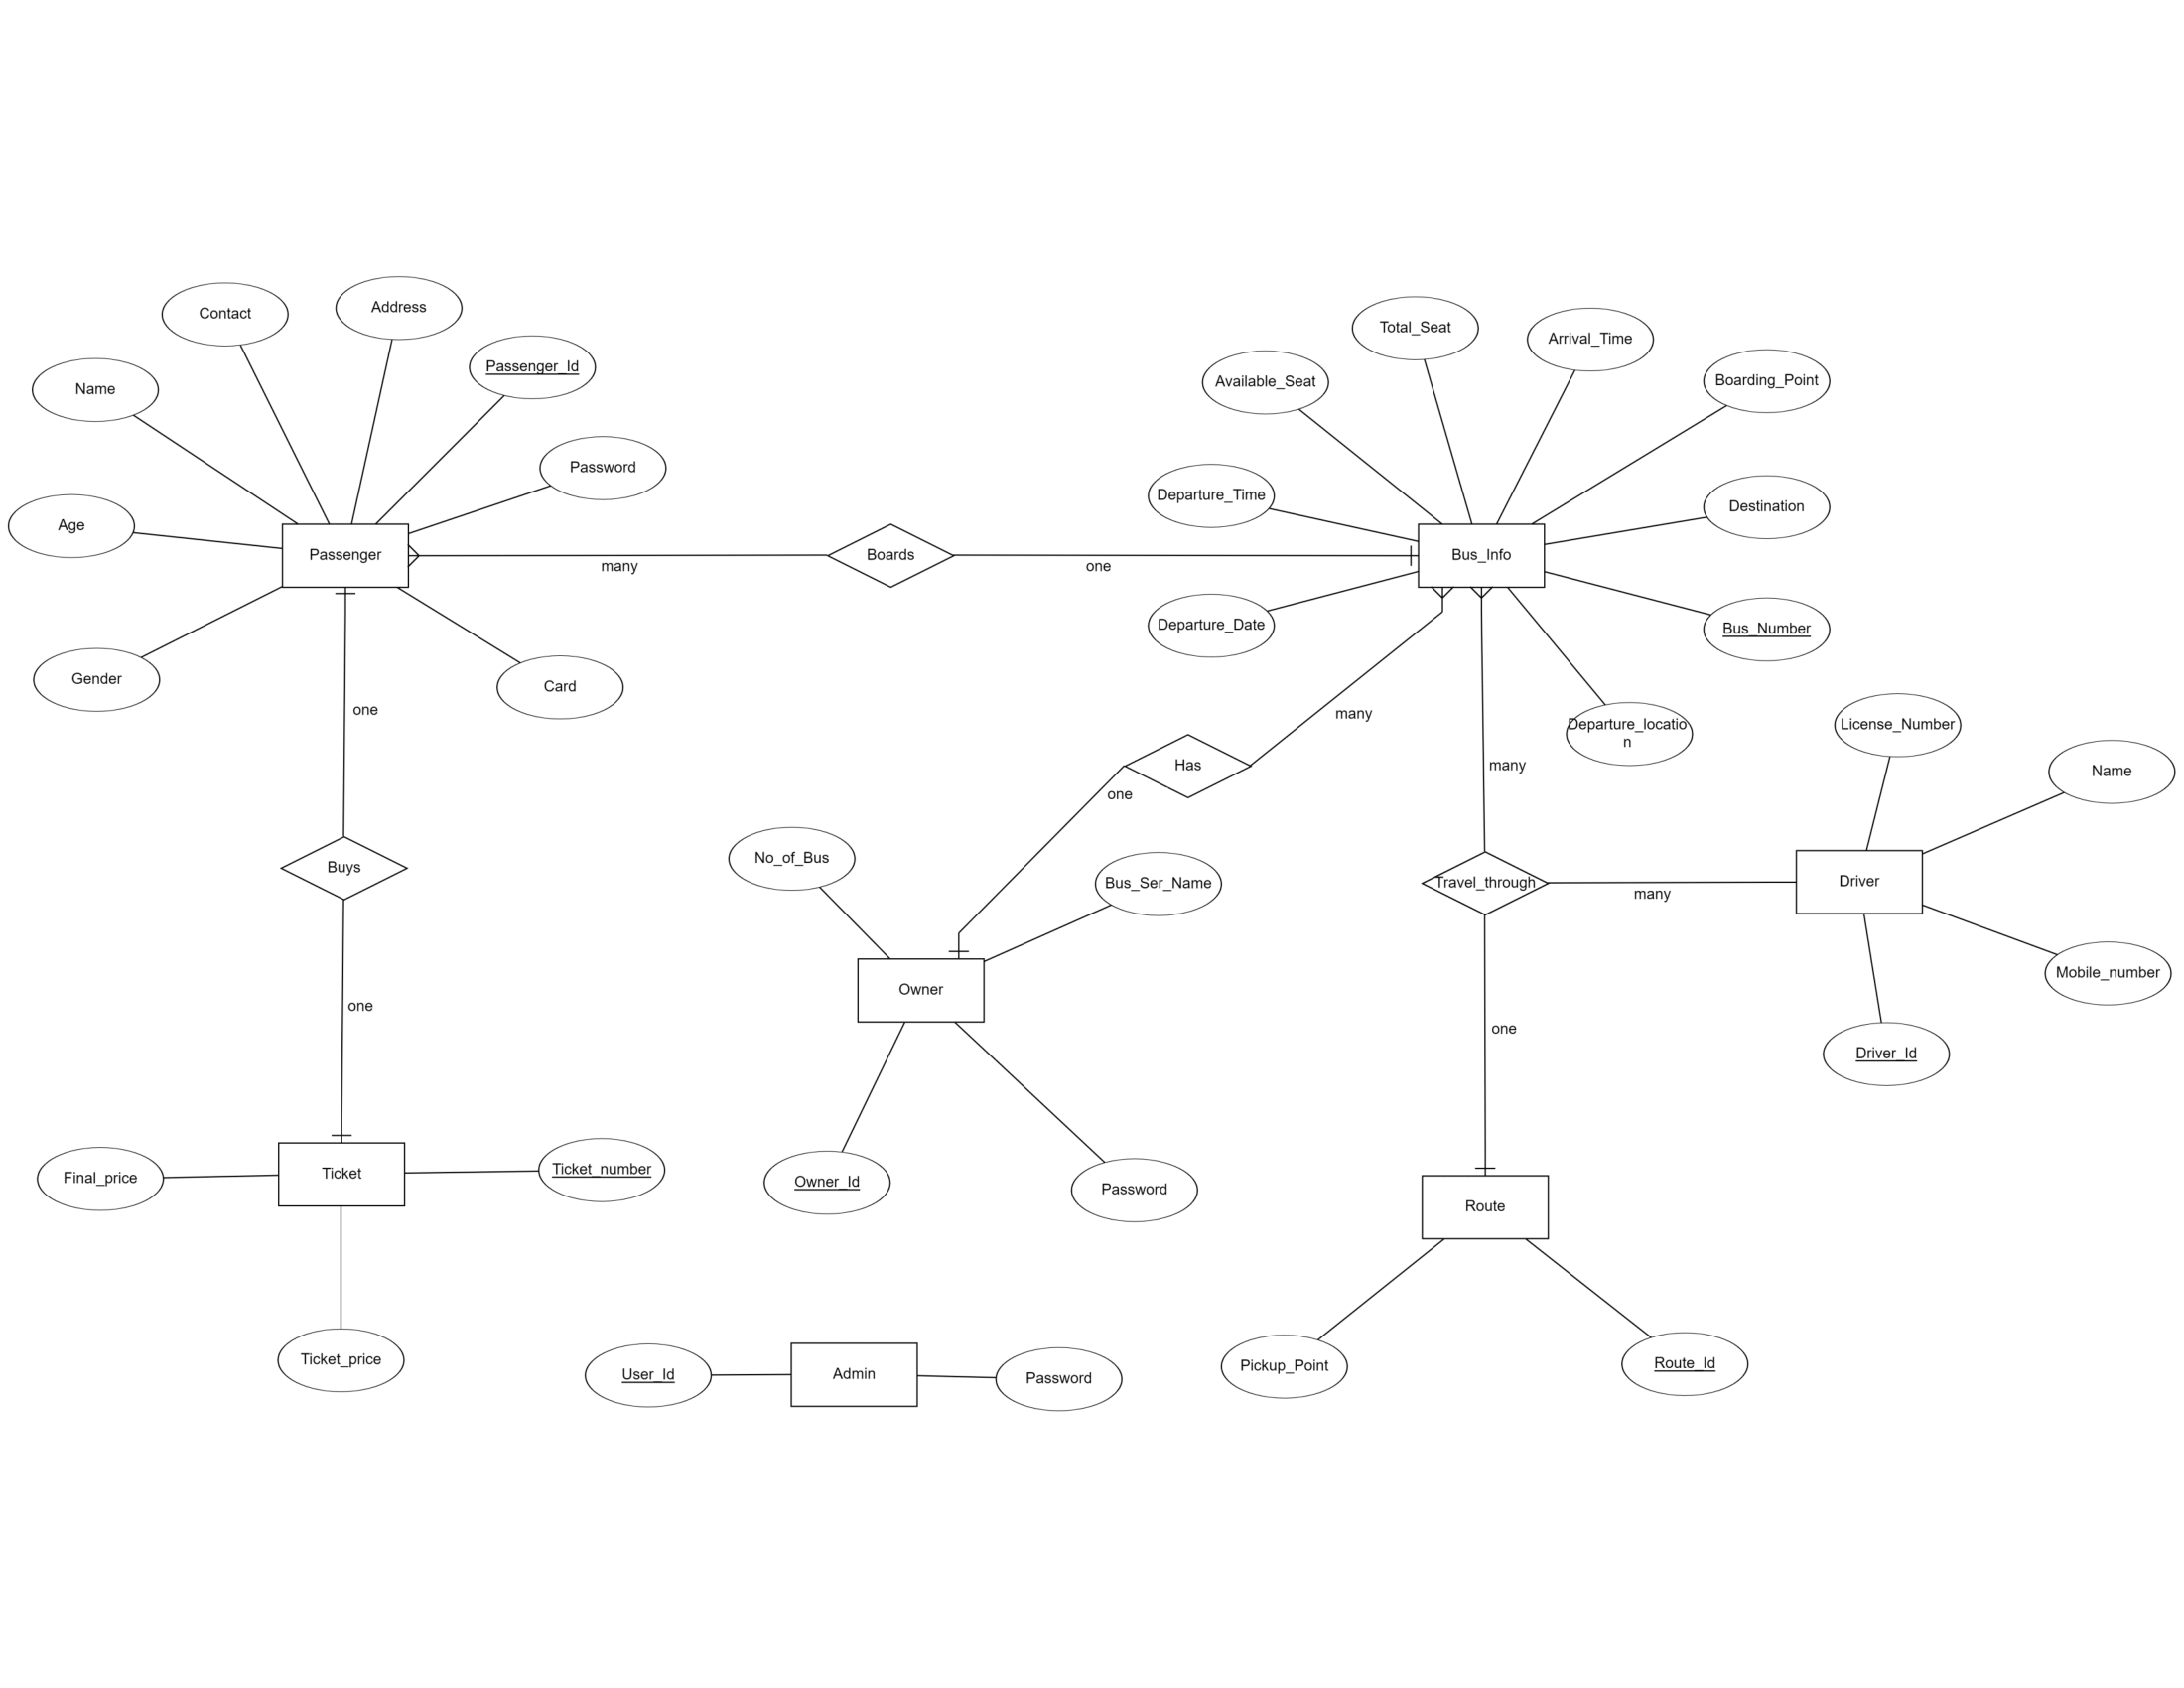 Address
Contact
Total_Seat
Arrival_Time
Passenger_Id
Available_Seat
Boarding_Point
Name
Password
Departure_Time
Destination
Age
Passenger
Boards
Bus_Info
many
one
Departure_Date
Bus_Number
Gender
Card
one
many
Departure_locatio
n
License_Number
Has
many
Name
one
No_of_Bus
Buys
Bus_Ser_Name
Travel_through
Driver
many
Owner
Mobile_number
one
one
Driver_Id
Final_price
Ticket
Ticket_number
Owner_Id
Password
Route
Ticket_price
User_Id
Admin
Password
Pickup_Point
Route_Id